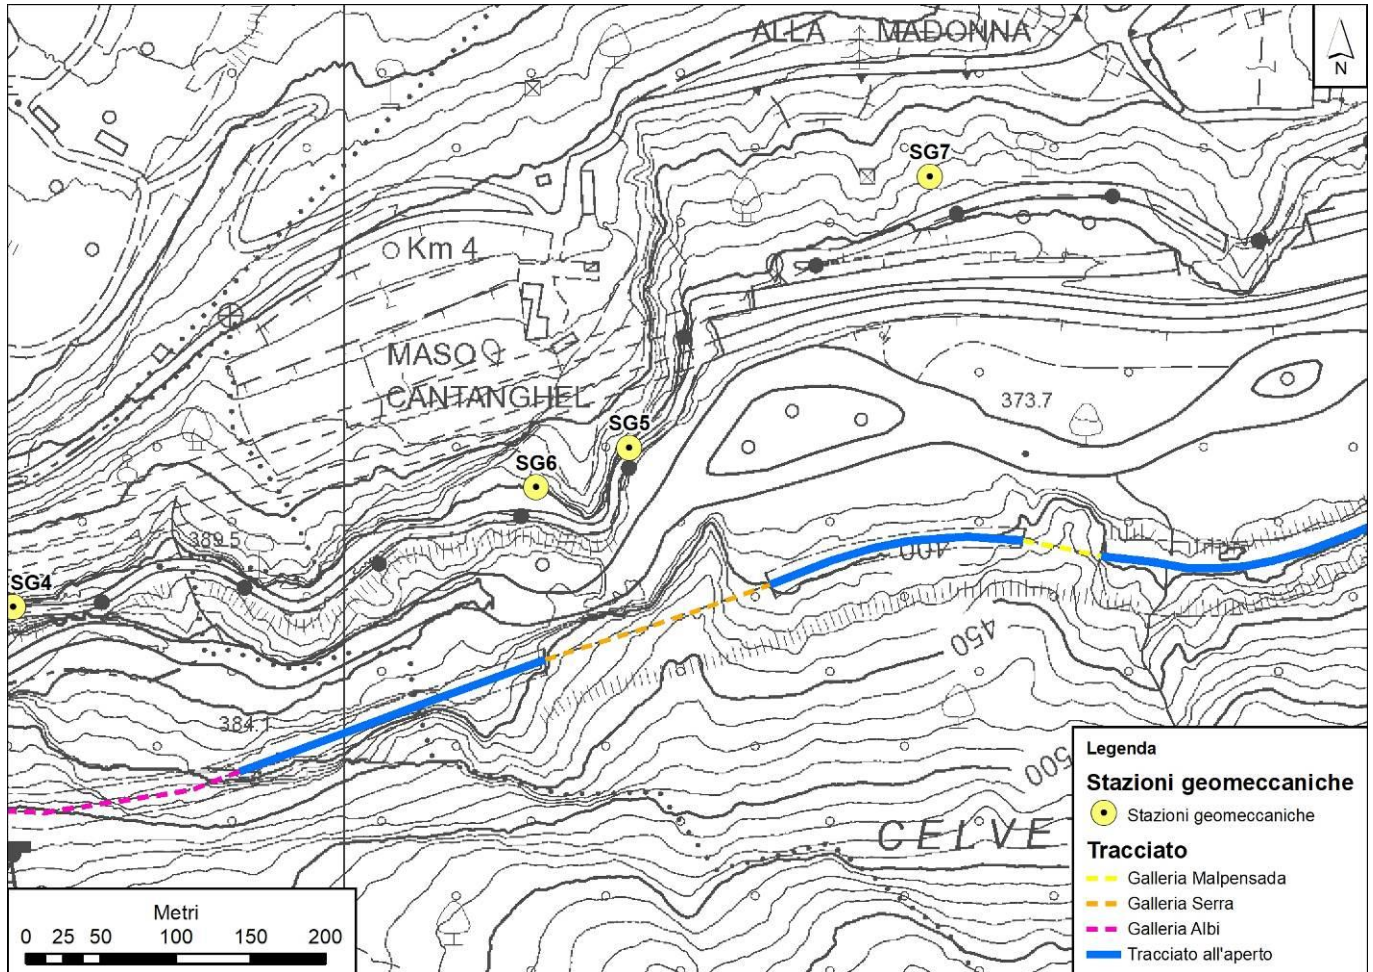 ALLA MADONNA
N
SG7
Km 4
MASO
CANTANGHEL
373.7
SG5
SG6
389.5
400
SG4
450
384.1
500
CELVE
Legenda
Stazioni geomeccaniche
Stazioni geomeccaniche
Tracciato
Galleria Malpensada
Galleria Serra
Galleria Albi
Tracciato all'aperto
Metri
0 25 50 100 150 200